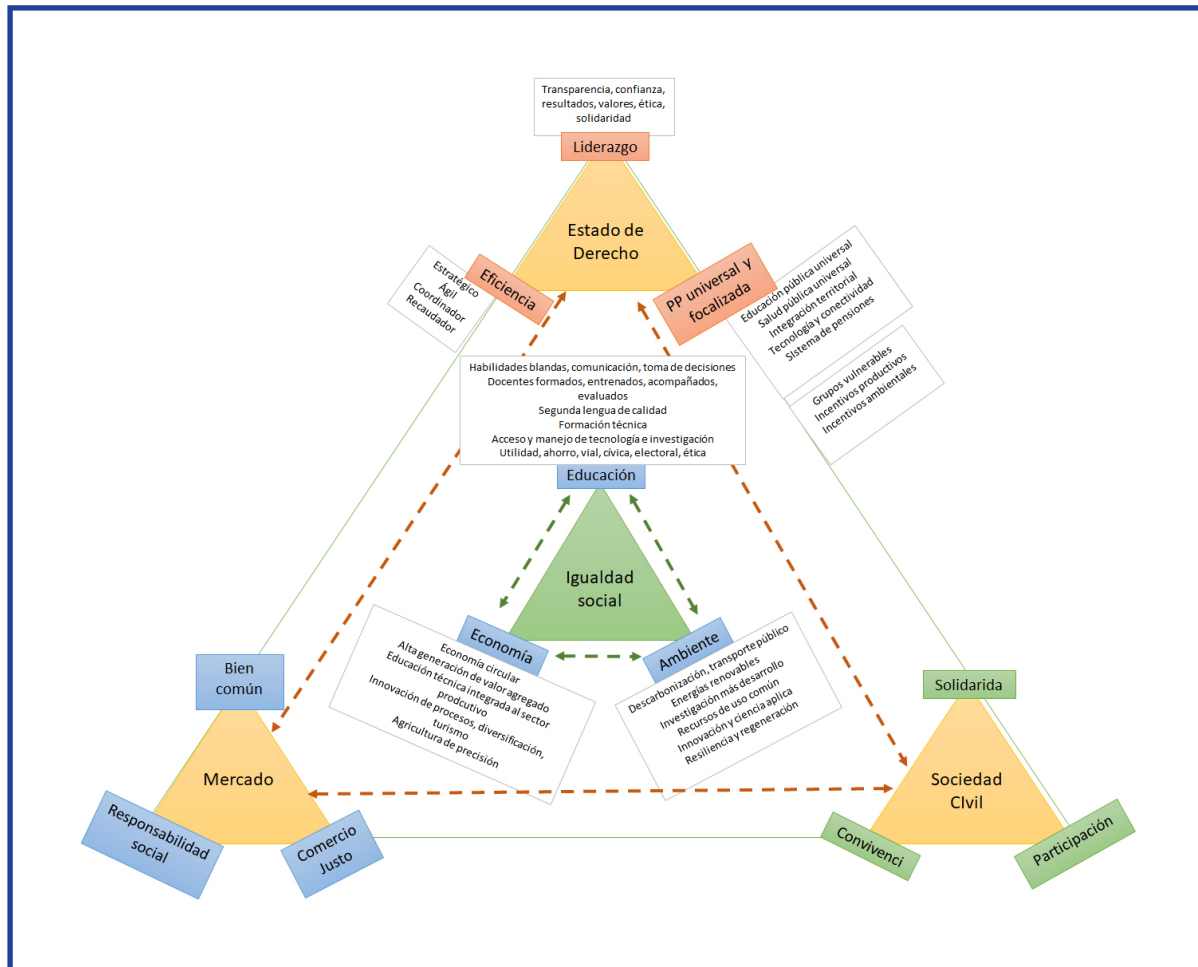 Transparencia, confianza,
resultados, valores, ética,
solidaridad
Liderazgo
Estado de
Derecho
Eficiencia
Estratégico
Ágil
Coordinador
Recaudador
PP universal y
focalizada
Educación pública universal
Salud pública universal
Integración territorial
Tecnología y conectividad
SIstema de pensiones
Grupos vulnerables
Incentivos productivos
Incentivos ambientales
Habilidades blandas, comunicación, toma de decisiones
Docentes formados, entrenados, acompañados,
evaluados
Segunda lengua de calidad
Formación técnica
Acceso y manejo de tecnología e investigación
Utilidad, ahorro, vial, cívica, electoral, ética
Educación
Igualdad
social
Economía
Economía circular
Alta generación de valor agregado
Educación técnica integrada al sector
produtivo
Innovación de procesos, diversificación,
turismo
Agricultura de precisión
Ambiente
Descarbonización, transporte público
Energías renovables
Investigación más desarrollo
Recursos de uso común
Innovación y ciencia aplica
Resiliencia y regeneración
Bien
común
Mercado
Responsabilidad
social
Comercio
Justo
Solidarida
Sociedad
CIvil
Convivenci
Participación